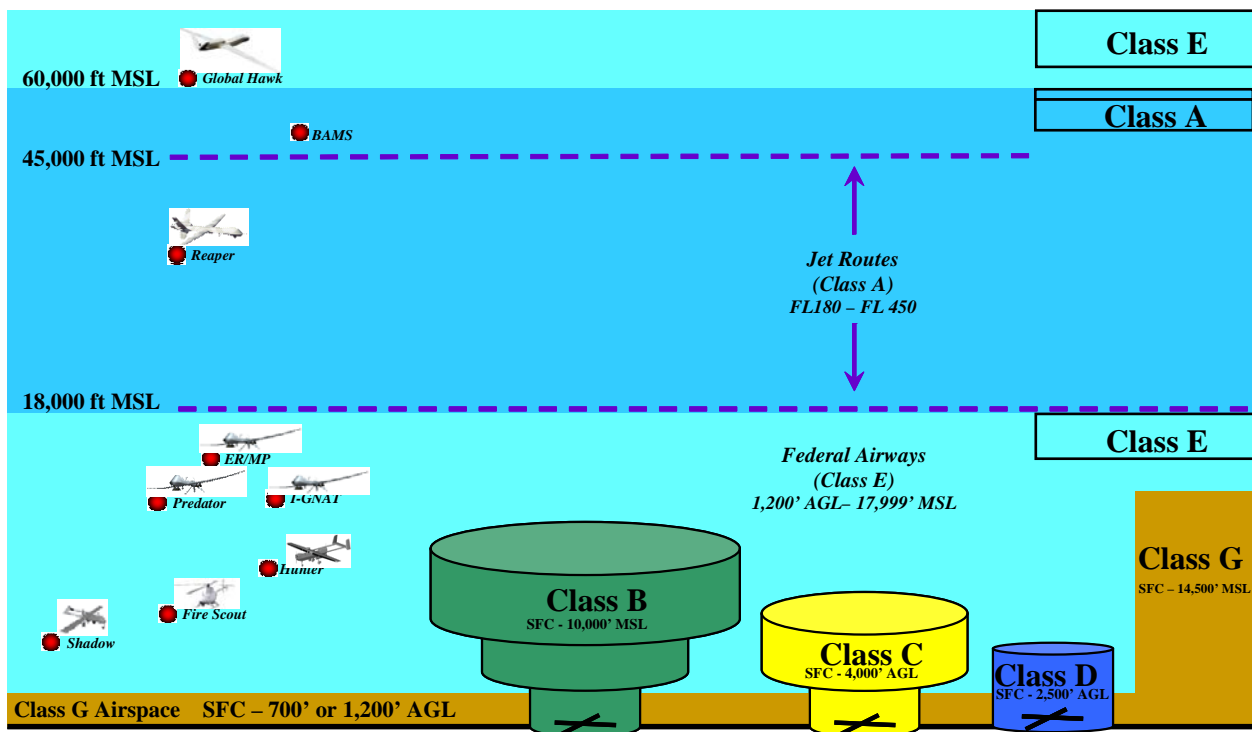 Class E
60,000 ft MSL
Global Hawk
Class A
BAMS
45,000 ft MSL
Reaper
Jet Routes
(Class A)
FL180 – FL 450
18,000 ft MSL
Class E
ER/MP
Federal Airways
(Class E)
1,200’ AGL– 17,999’ MSL
Predator
I-GNAT
Hunter
Class G
SFC – 14,500’ MSL
Class B
SFC - 10,000’ MSL
Fire Scout
Shadow
Class C
SFC - 4,000’ AGL
Class D
SFC - 2,500’ AGL
Class G Airspace SFC – 700’ or 1,200’ AGL